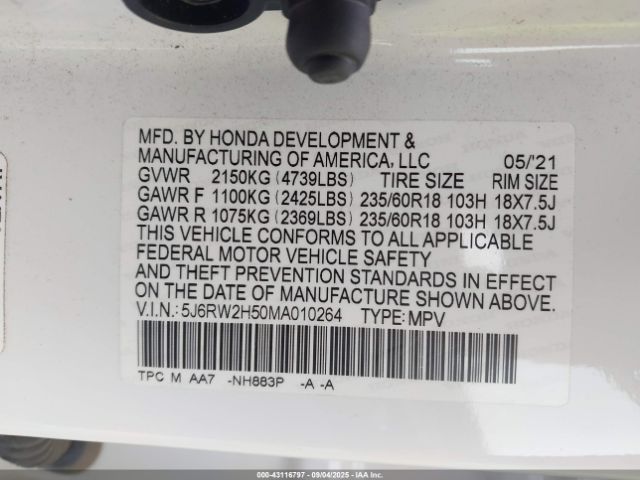 MFD. BY HONDA DEVELOPMENT &
MANUFACTURING OF AMERICA, LLC 05/'21
GVWR 2150KG (4739LBS) TIRE SIZE RIM SIZE
GAWR F 1100KG (2425LBS) 235/60R18 103H 18X7.5J
GAWR R 1075KG (2369LBS) 235/60R18 103H 18X7.5J
THIS VEHICLE CONFORMS TO ALL APPLICABLE
FEDERAL MOTOR VEHICLE SAFETY
AND THEFT PREVENTION STANDARDS IN EFFECT
ON THE DATE OF MANUFACTURE SHOWN ABOVE.
V.I.N.: 5J6RW2H50MA010264 TYPE: MPV
TPC M AA7 -NH883P -A -A
000-43116797 - 09/04/2025 - IAA Inc.